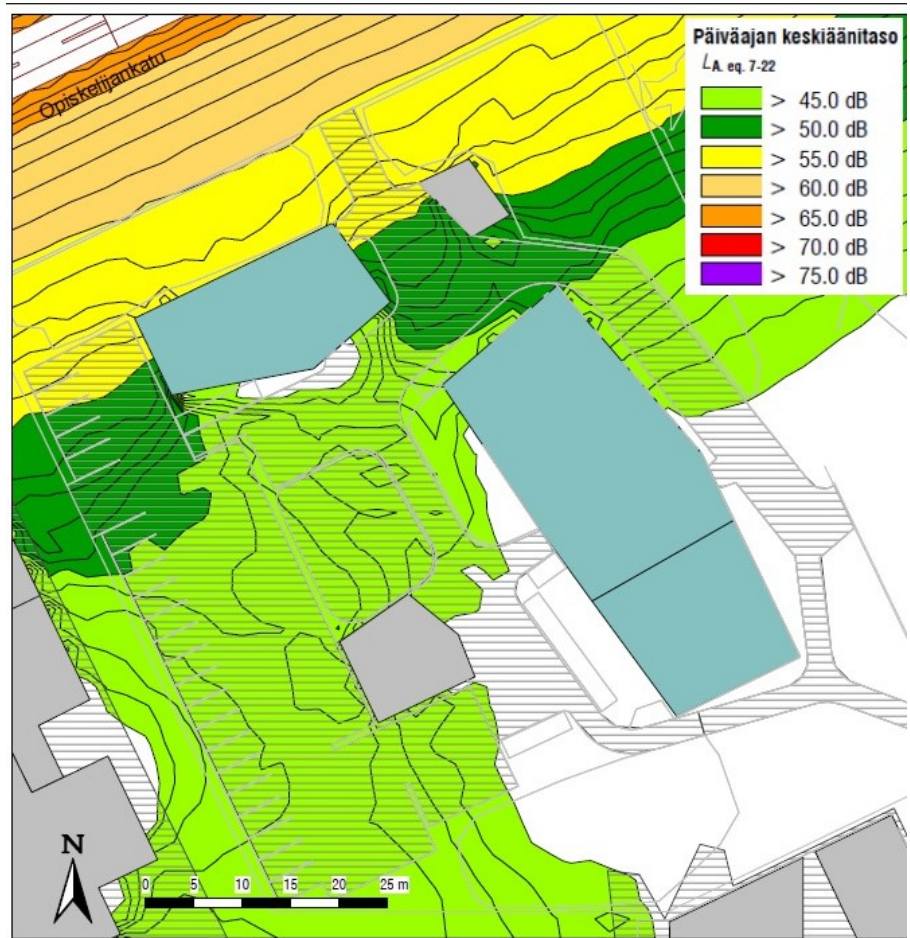 Päiväajan keskiäänitaso
LA. eq. 7-22
> 45.0 dB
> 50.0 dB
> 55.0 dB
> 60.0 dB
> 65.0 dB
> 70.0 dB
> 75.0 dB
Opiskelijankatu
N
0 5 10 15 20 25 m